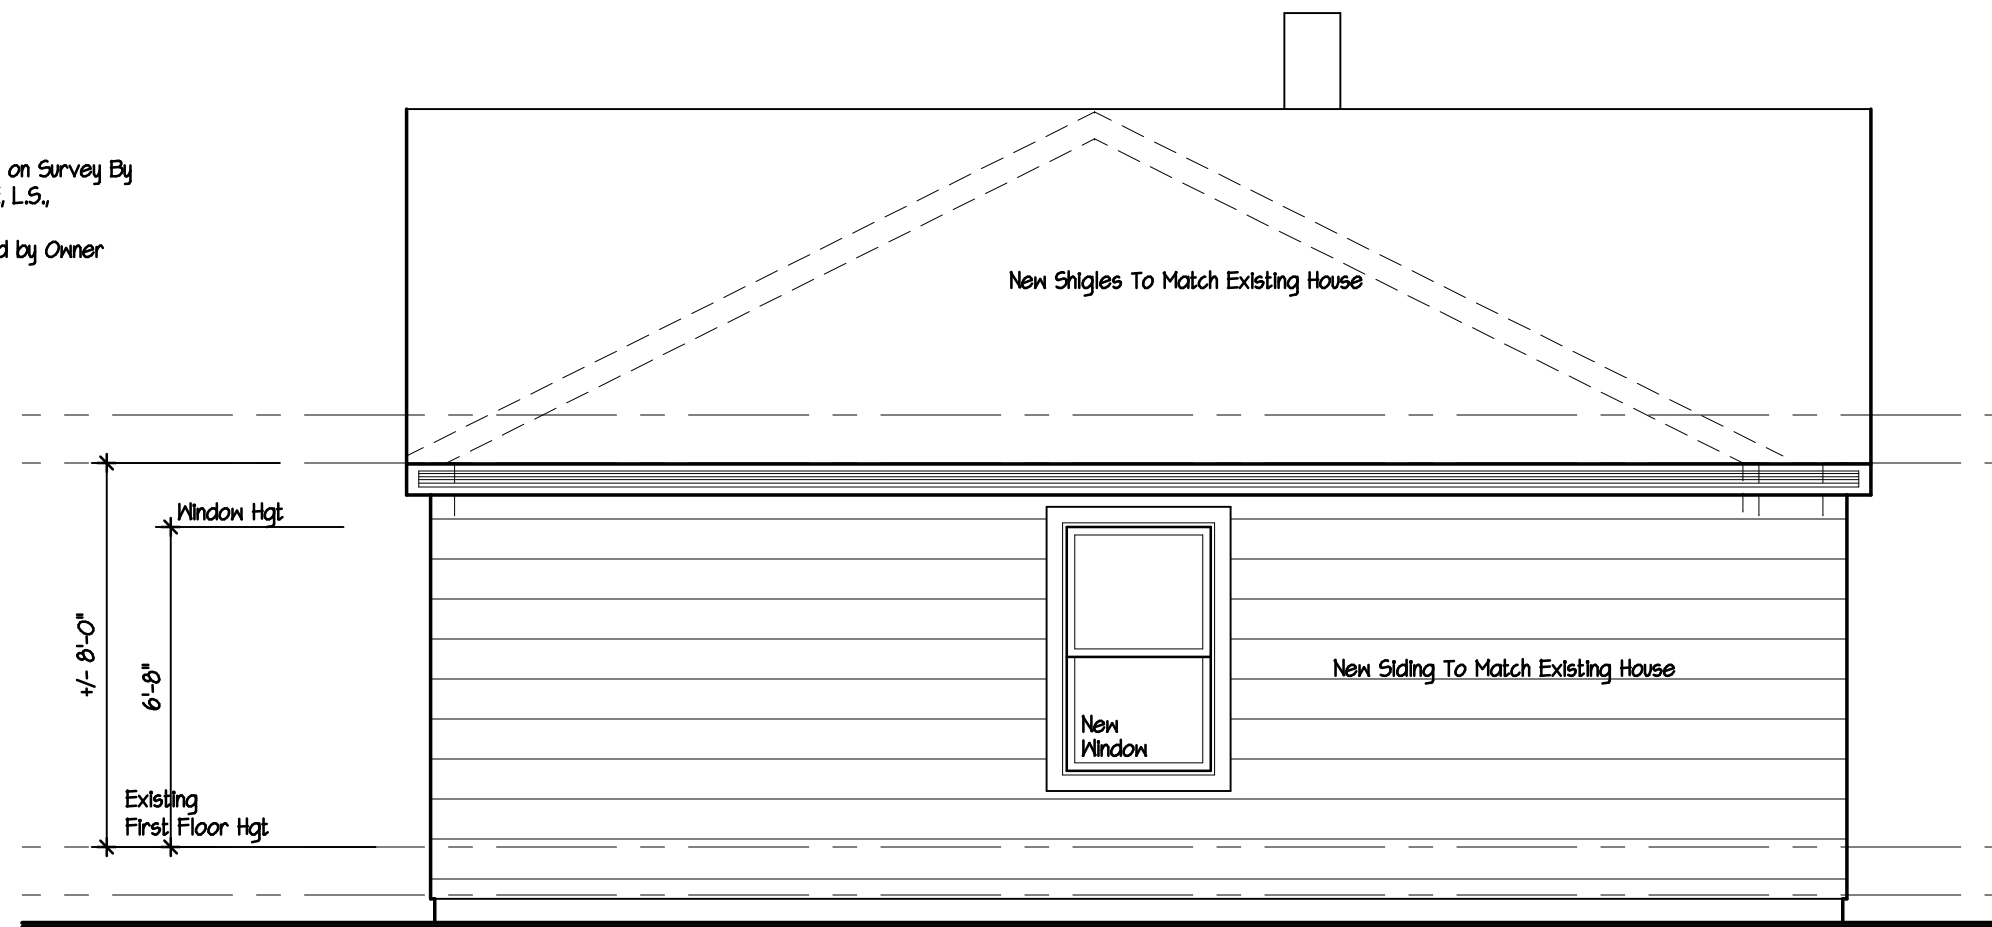 on Survey By
, L.S.,
d by Owner
New Shigles To Match Existing House
Window Hgt
+/- 8'-0"
6'-8"
New Siding To Match Existing House
New
Window
Existing
First Floor Hgt